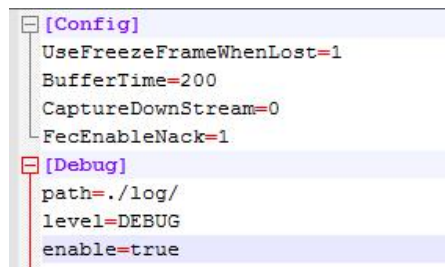 [Config]
UseFreezeFrameWhenLost=1
BufferTime=200
CaptureDownStream=0
FecEnableNack=1
[Debug]
path=./log/
level=DEBUG
enable=true